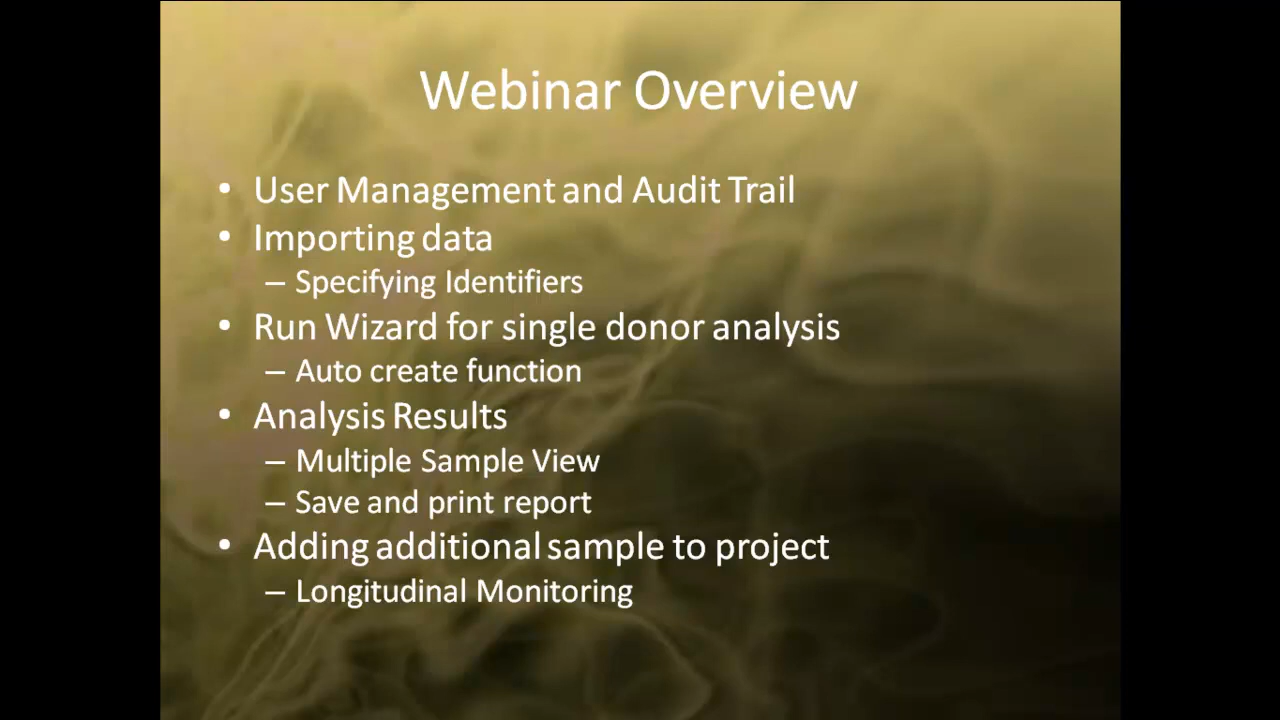 Webinar Overview
• User Management and Audit Trail
• Importing data
– Specifying Identifiers
• Run Wizard for single donor analysis
– Auto create function
• Analysis Results
– Multiple Sample View
– Save and print report
• Adding additional sample to project
– Longitudinal Monitoring